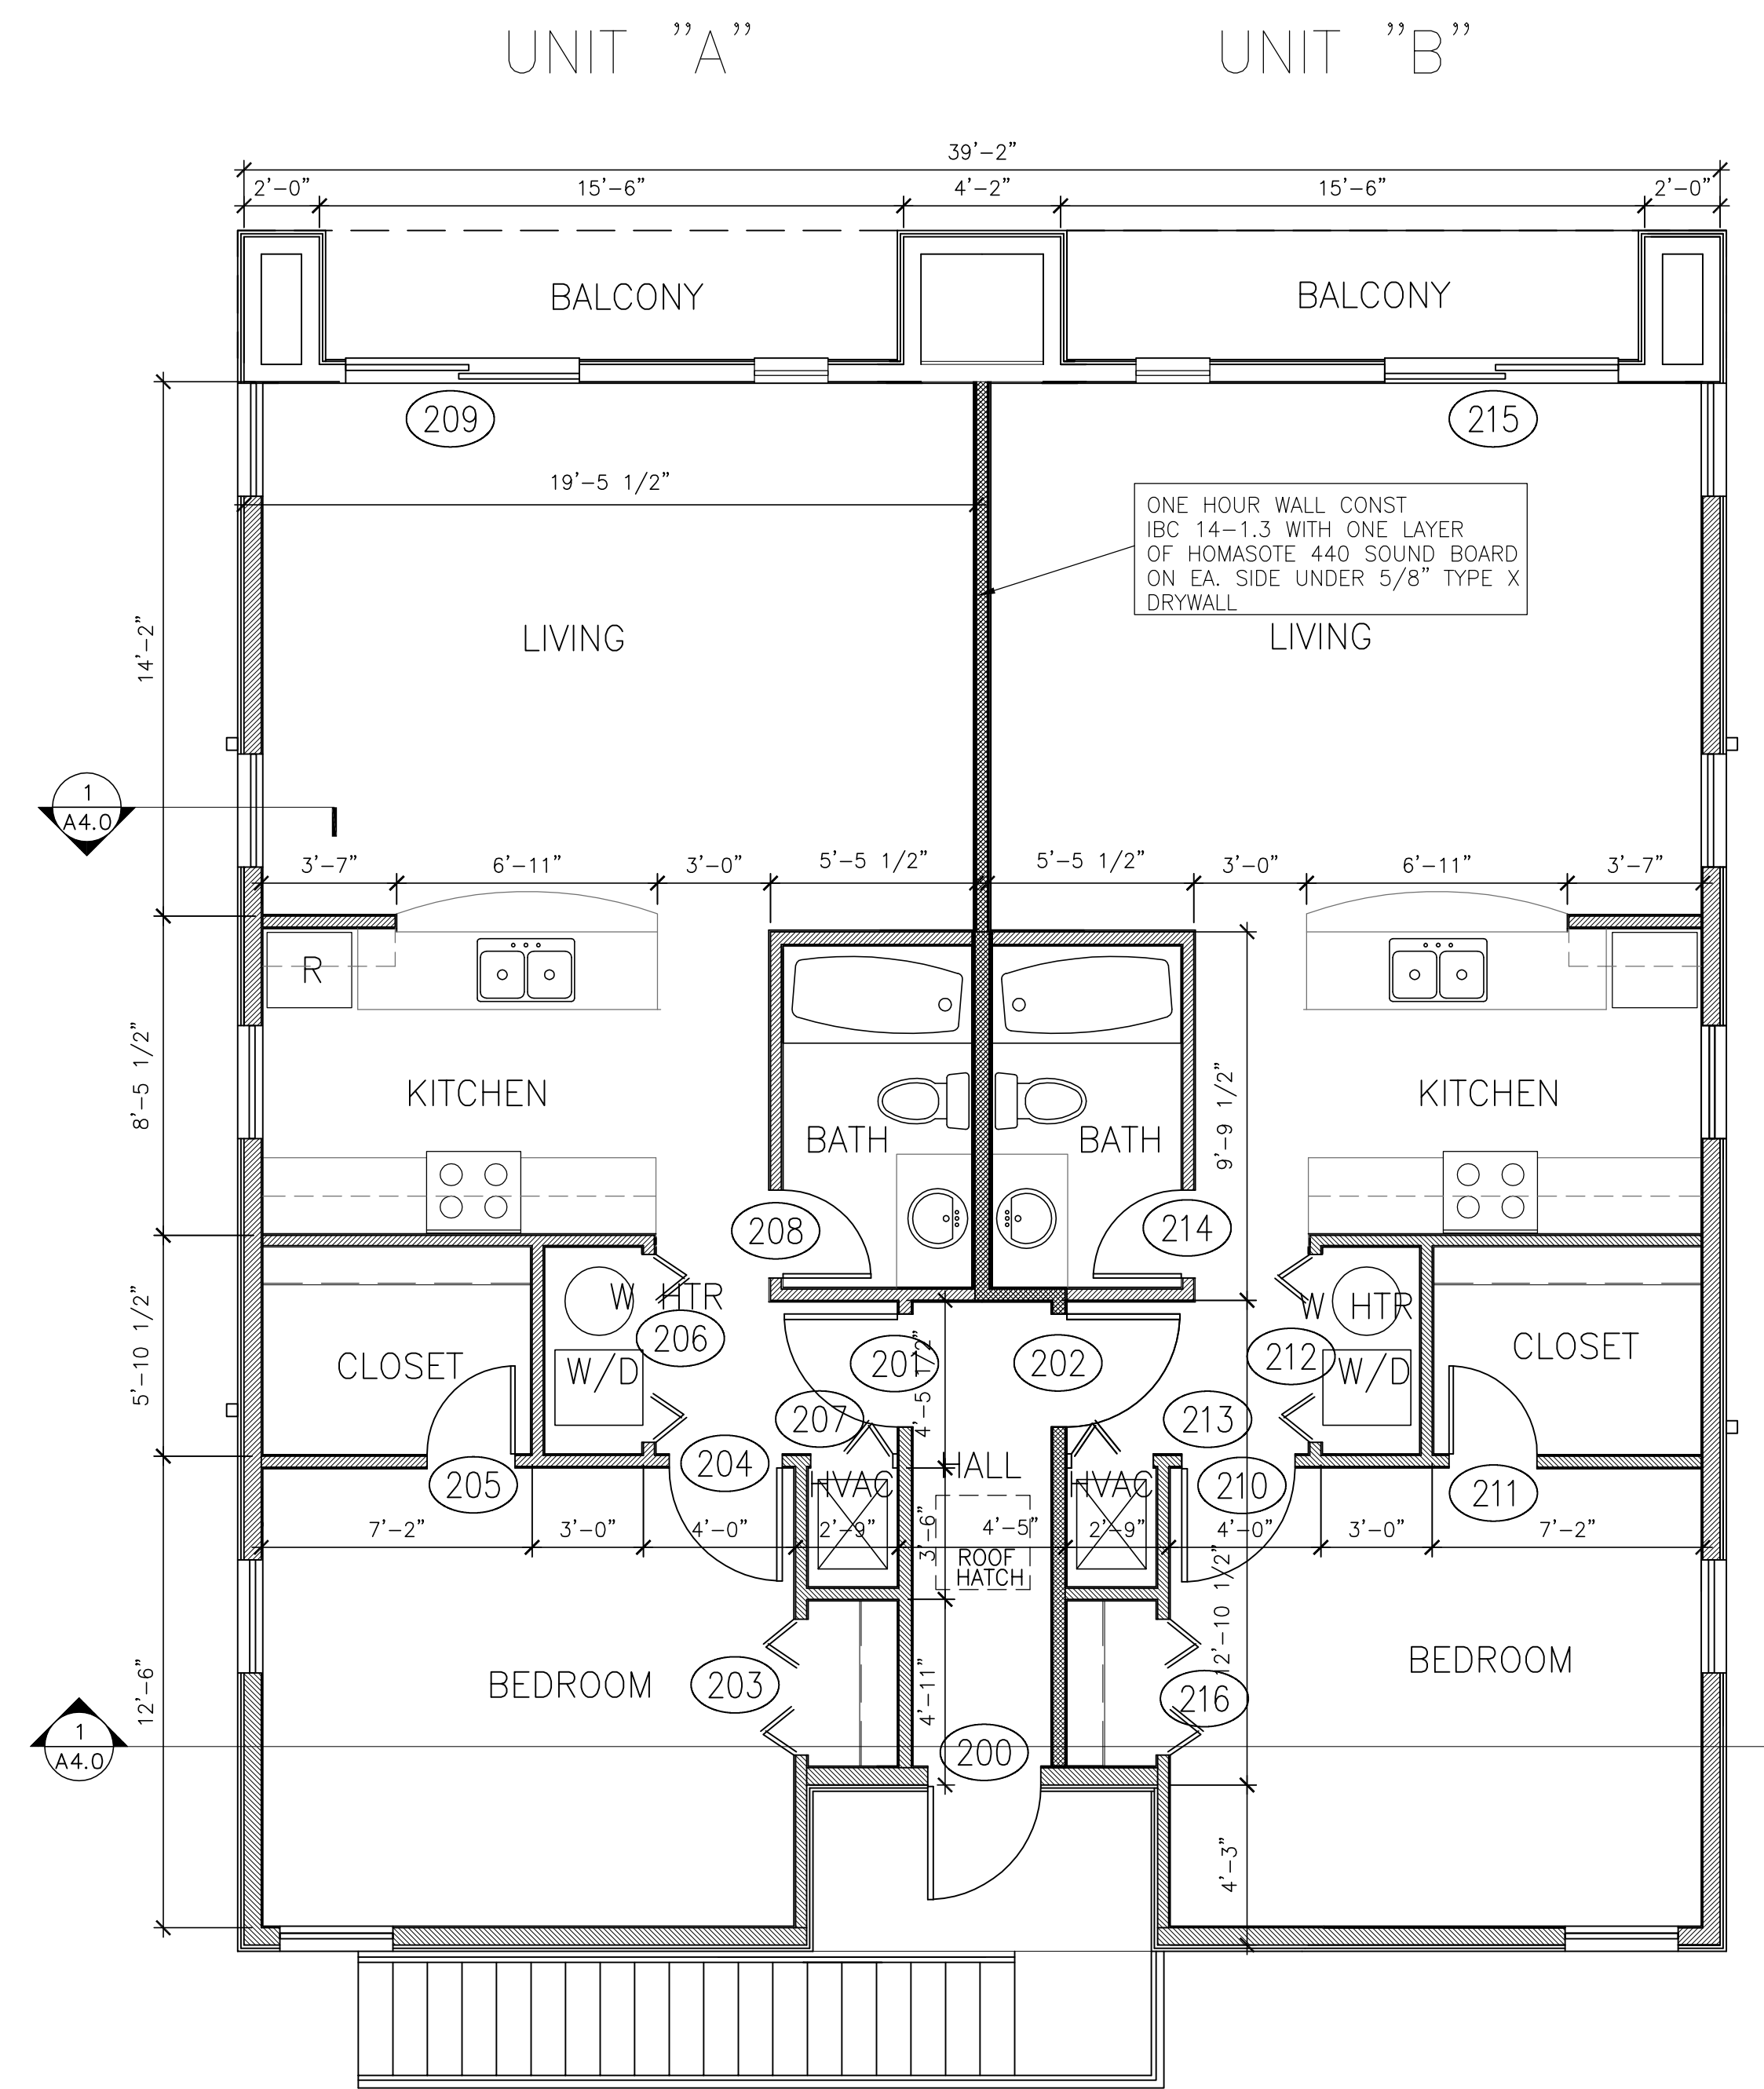 UNIT "A" UNIT "B"
39'-2"
2'-0" 15'-6" 4'-2" 15'-6" 2'-0"
BALCONY BALCONY
209 215
19'-5 1/2"
ONE HOUR WALL CONST
IBC 14-1.3 WITH ONE LAYER
OF HOMASOTE 440 SOUND BOARD
ON EA. SIDE UNDER 5/8" TYPE X
DRYWALL
14'-2"
LIVING LIVING
1
A4.0
3'-7" 6'-11" 3'-0" 5'-5 1/2" 5'-5 1/2" 3'-0" 6'-11" 3'-7"
R
8'-5 1/2"
KITCHEN KITCHEN
BATH BATH
9'-9 1/2"
208 214
W HTR W HTR
206 212
5'-10 1/2"
CLOSET CLOSET
W/D W/D
201 202
4'-5 1/2"
207 213
204 HALL 210
205 HVAC HVAC 211
7'-2" 3'-0" 4'-0" 2'-9" 4'-5" 2'-9" 4'-0" 3'-0" 7'-2"
3'-6"
ROOF
HATCH
12'-10 1/2"
12'-6"
BEDROOM BEDROOM
203 216
4'-11"
1
A4.0
200
4'-3"